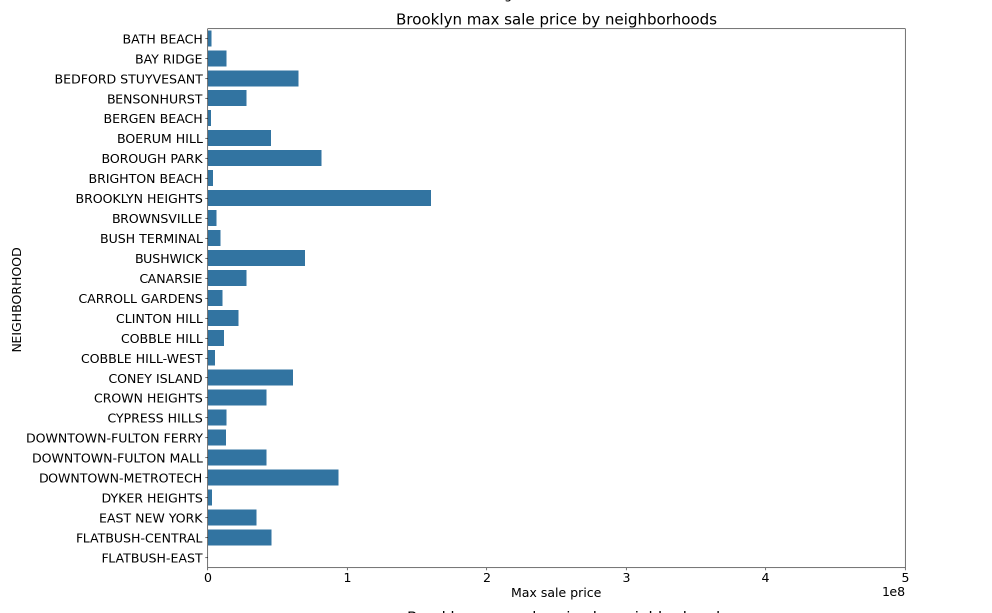 Brooklyn max sale price by neighborhoods
NEIGHBORHOOD
BATH BEACH
BAY RIDGE
BEDFORD STUYVESANT
BENSONHURST
BERGEN BEACH
BOERUM HILL
BOROUGH PARK
BRIGHTON BEACH
BROOKLYN HEIGHTS
BROWNSVILLE
BUSH TERMINAL
BUSHWICK
CANARSIE
CARROLL GARDENS
CLINTON HILL
COBBLE HILL
COBBLE HILL-WEST
CONEY ISLAND
CROWN HEIGHTS
CYPRESS HILLS
DOWNTOWN-FULTON FERRY
DOWNTOWN-FULTON MALL
DOWNTOWN-METROTECH
DYKER HEIGHTS
EAST NEW YORK
FLATBUSH-CENTRAL
FLATBUSH-EAST
0 1 2 3 4 5
Max sale price
1e8